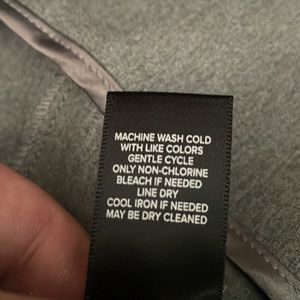 MACHINE WASH COLD
WITH LIKE COLORS
GENTLE CYCLE
ONLY NON-CHLORINE
BLEACH IF NEEDED
LINE DRY
COOL IRON IF NEEDED
MAY BE DRY CLEANED